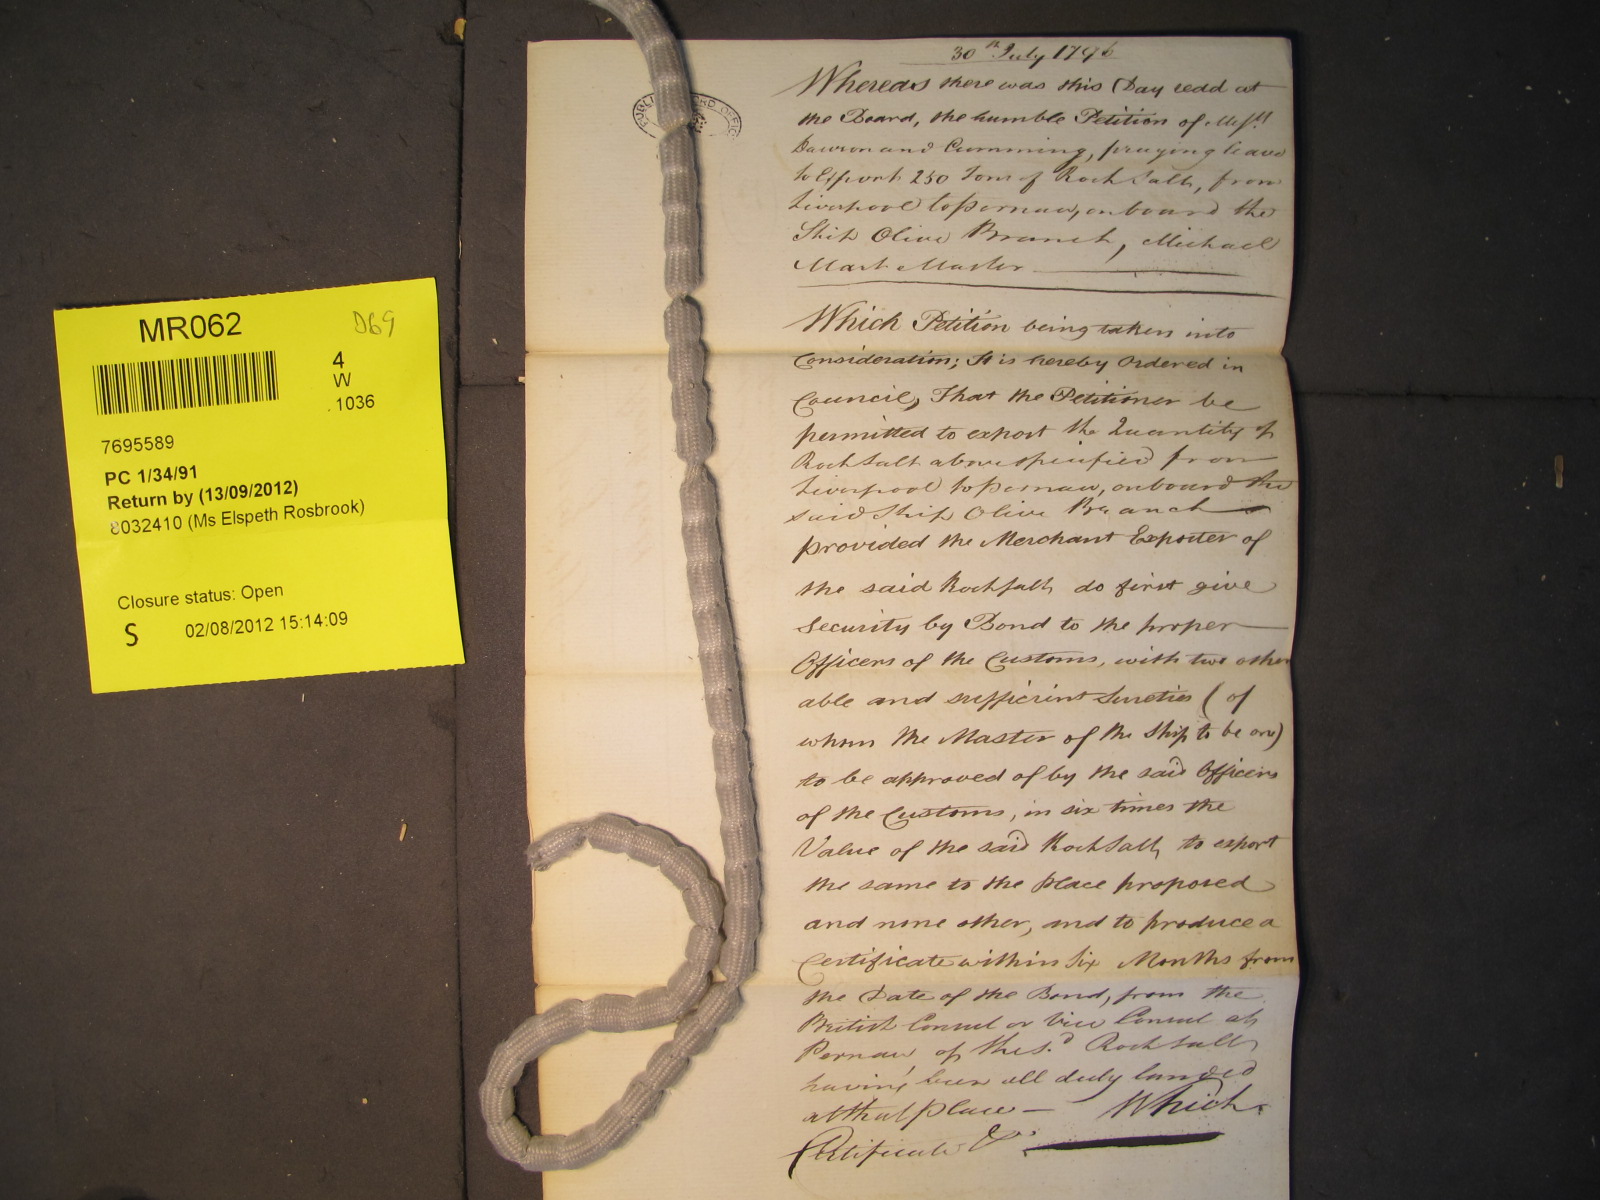 MR062
D69
4
W
.1036
7695589
PC 1/34/91
Return by (13/09/2012)
8032410 (Ms Elspeth Rosbrook)
Closure status: Open
S 02/08/2012 15:14:09
30th July 1796
Whereas there was this Day read at
the Board, the humble Petition of Messrs
Dawson and Cumming, praying leave
to Export 250 Tons of Rock Salt, from
Liverpool to Pernau, on board the
Ship Olive Branch, Michael
Mart Master
Which Petition being taken into
Consideration; It is hereby Ordered in
Council, That the Petitioner be
permitted to export the Quantity of
Rock Salt above specified from
Liverpool to Pernau, on board the
said Ship Olive Branch
provided the Merchant Exporter of
the said Rock Salt, do first give
Security by Bond to the proper
Officers of the Customs, with two other
able and sufficient Sureties ( of
whom the Master of the Ship to be one)
to be approved of by the said Officers
of the Customs, in six times the
Value of the said Rock Salt, to export
the same to the place proposed
and none other, and to produce a
Certificate within Six Months from
the Date of the Bond, from the
British Consul or Vice Consul at
Pernau, of the sd. Rock Salt
having been all duly landed
at that place — Which
Certificate &c.